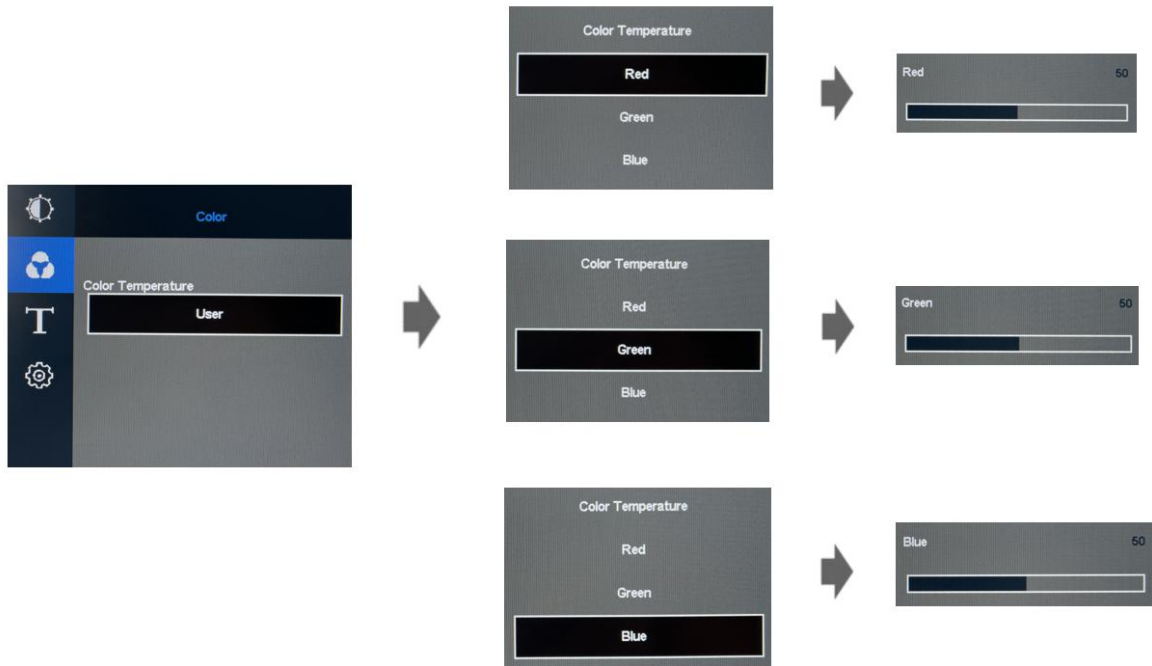 Color
Color Temperature
User
T
Color Temperature
Red
Green
Blue
Red 50
Color Temperature
Red
Green
Blue
Green 50
Color Temperature
Red
Green
Blue
Blue 50